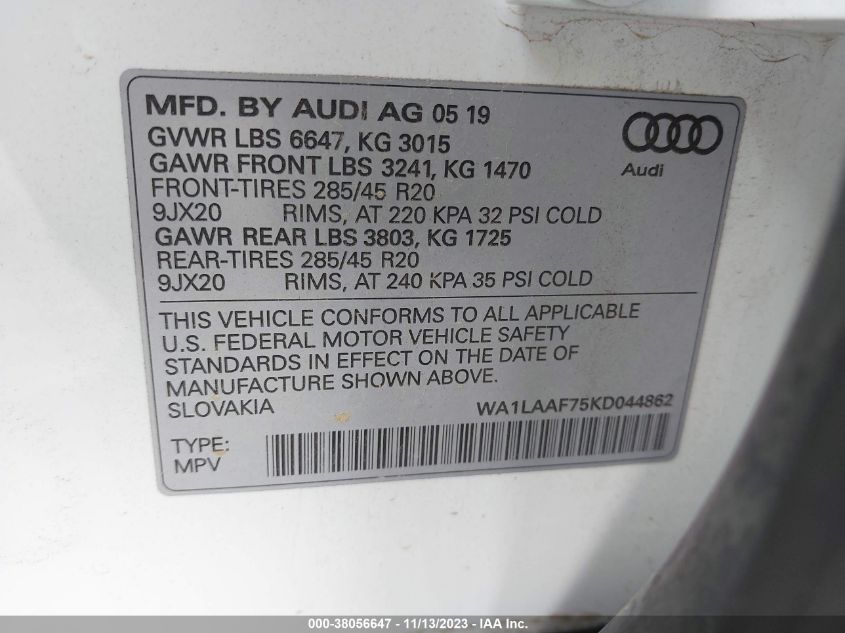 MFD. BY AUDI AG 05 19
GVWR LBS 6647, KG 3015
GAWR FRONT LBS 3241, KG 1470
FRONT-TIRES 285/45 R20
9JX20 RIMS, AT 220 KPA 32 PSI COLD
GAWR REAR LBS 3803, KG 1725
REAR-TIRES 285/45 R20
9JX20 RIMS, AT 240 KPA 35 PSI COLD
Audi
THIS VEHICLE CONFORMS TO ALL APPLICABLE
U.S. FEDERAL MOTOR VEHICLE SAFETY
STANDARDS IN EFFECT ON THE DATE OF
MANUFACTURE SHOWN ABOVE.
SLOVAKIA WA1LAAF75KD044862
TYPE:
MPV
000-38056647 - 11/13/2023 - IAA Inc.